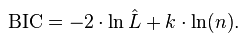 BIC = −2 · ln L̂ + k · ln(n).